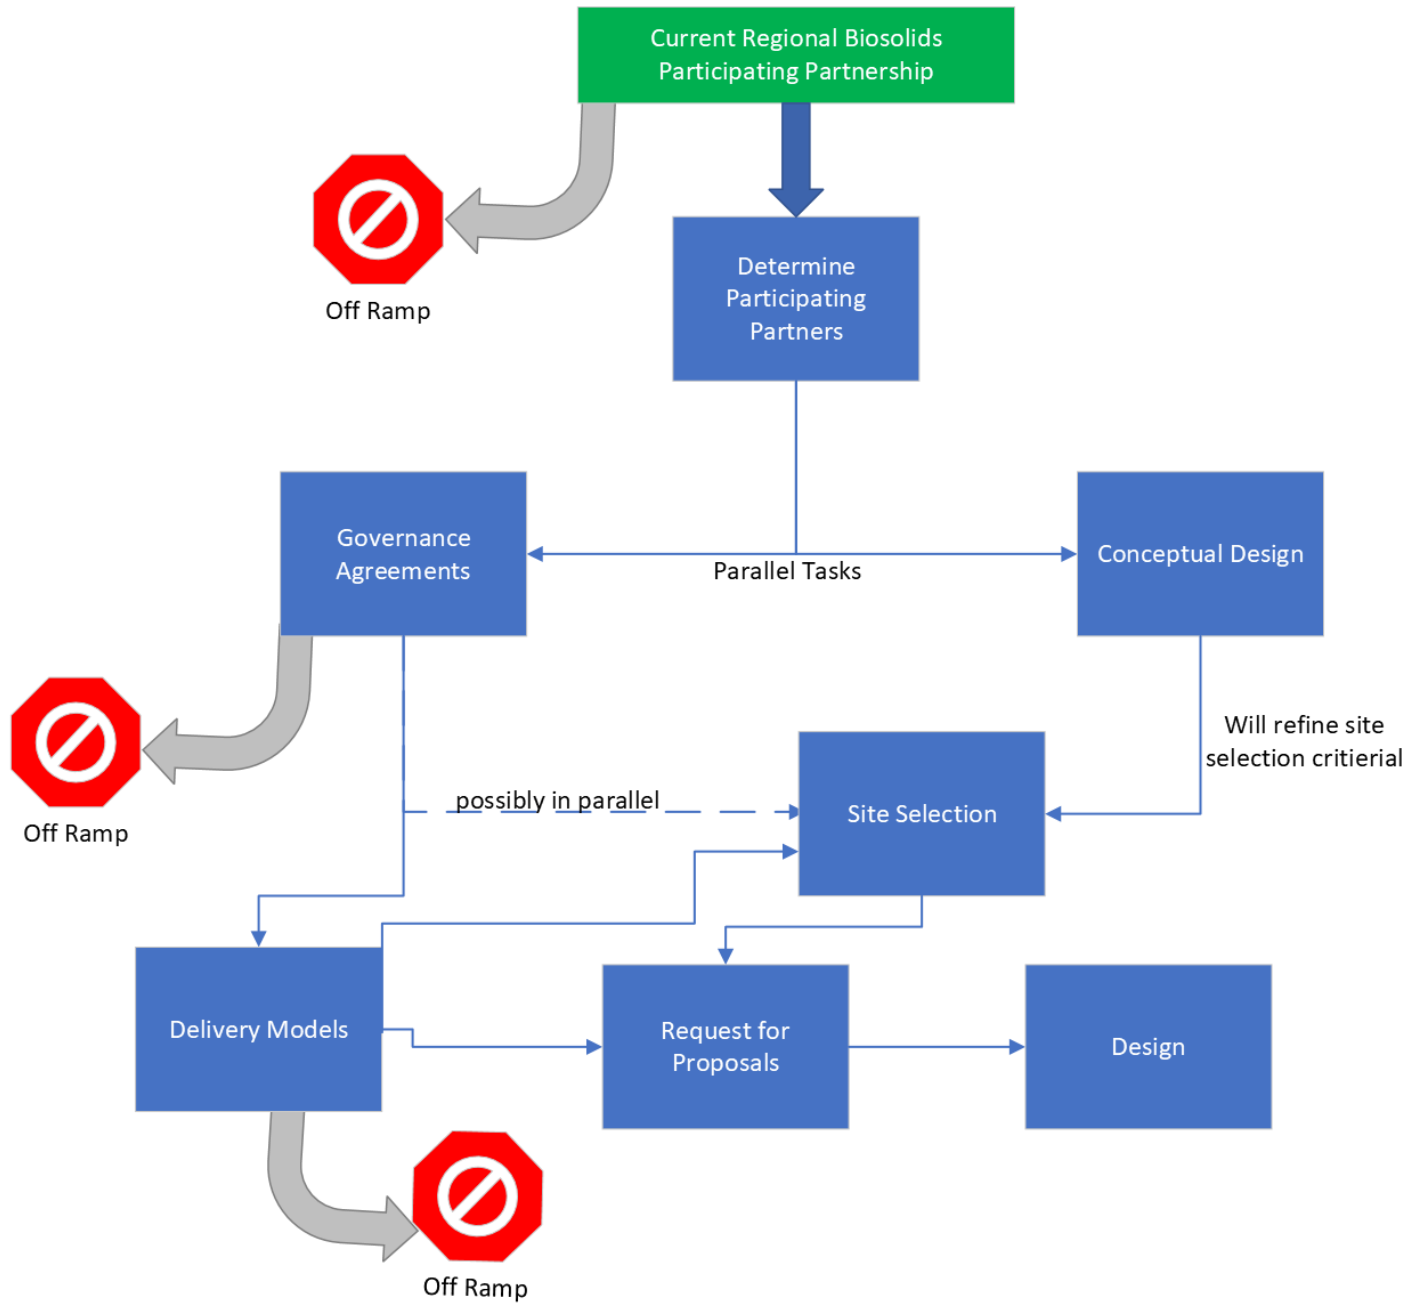 Current Regional Biosolids
Participating Partnership
Off Ramp
Determine
Participating
Partners
Governance
Agreements
Parallel Tasks
Conceptual Design
Off Ramp
possibly in parallel
Site Selection
Will refine site
selection critierial
Delivery Models
Request for
Proposals
Design
Off Ramp